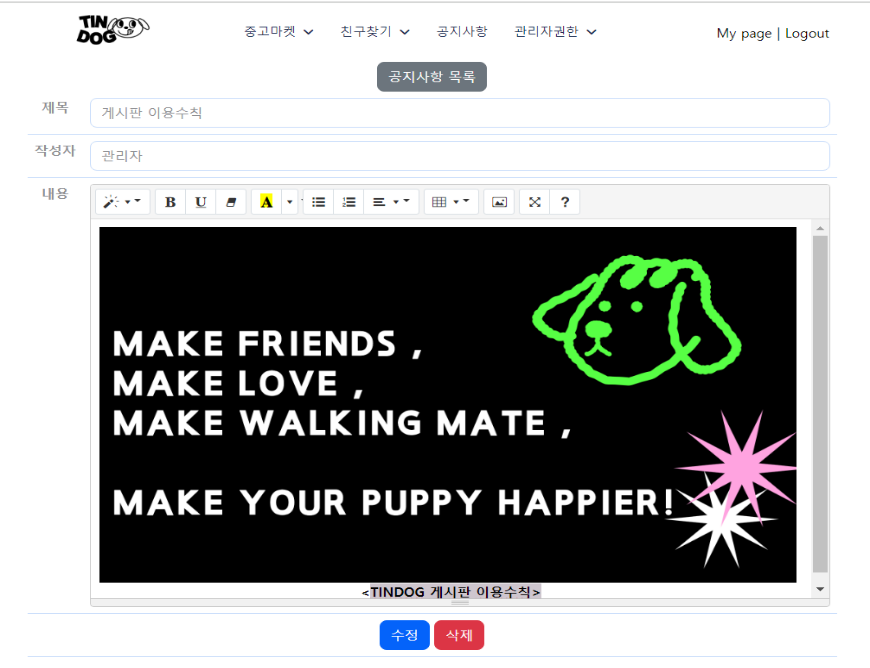 TIN
DOG
중고마켓
친구찾기
공지사항
관리자권한
My page | Logout
공지사항 목록
제목
게시판 이용수칙
작성자
관리자
내용
B U A ?
MAKE FRIENDS ,
MAKE LOVE ,
MAKE WALKING MATE ,
MAKE YOUR PUPPY HAPPIER!
<TINDOG 게시판 이용수칙>
수정
삭제